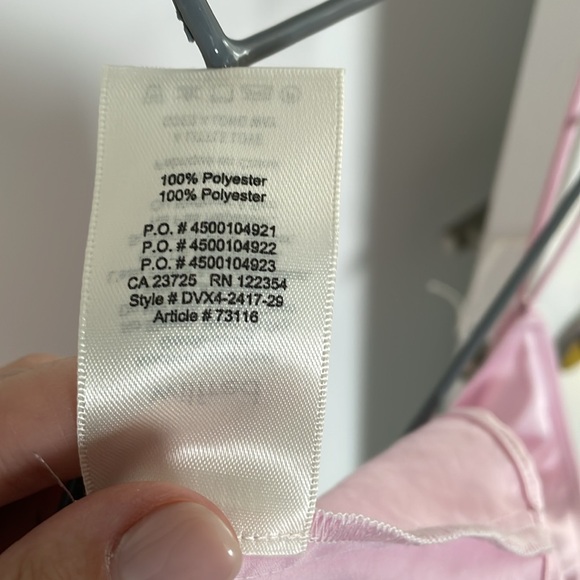 100% Polyester
100% Polyester
P.O. # 4500104921
P.O. # 4500104922
P.O. # 4500104923
CA 23725 RN 122354
Style # DVX4-2417-29
Article # 73116